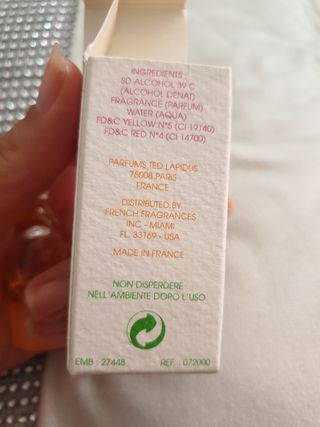 INGREDIENTS :
SD ALCOHOL 39 C
(ALCOHOL DENAT)
FRAGRANCE (PARFUM)
WATER (AQUA)
FD&C YELLOW N°5 (CI 19140)
FD&C RED N°4 (CI 14700)
PARFUMS TED LAPIDUS
75008 PARIS
FRANCE
DISTRIBUTED BY
FRENCH FRAGRANCES
INC - MIAMI
FL. 33169 - USA
MADE IN FRANCE
NON DISPERDERE
NELL'AMBIENTE DOPO L'USO
EMB : 27448
REF. : 072000